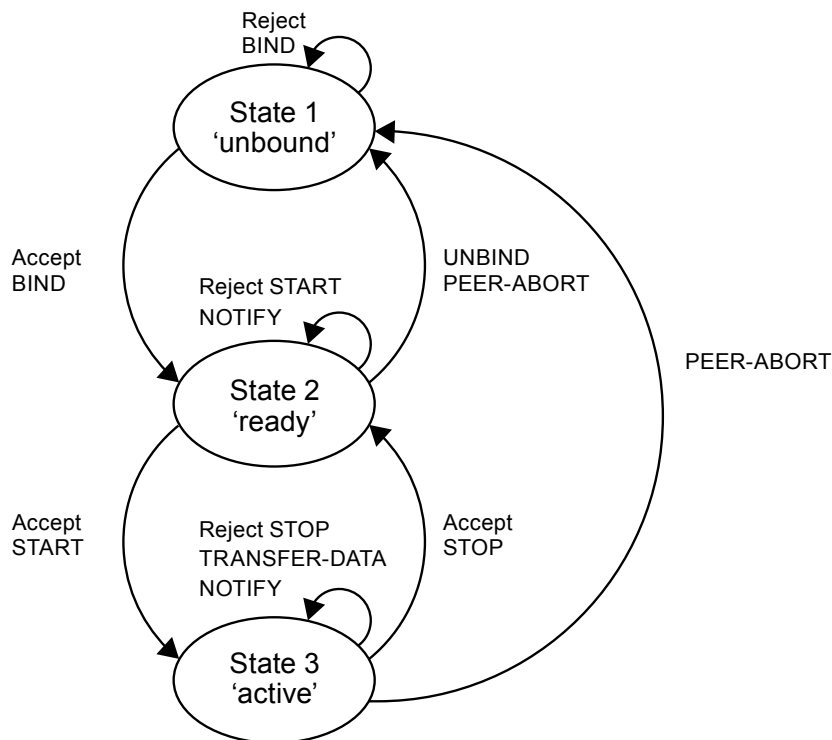 Reject
BIND
State 1
‘unbound’
Accept
BIND
UNBIND
PEER-ABORT
Reject START
NOTIFY
PEER-ABORT
State 2
‘ready’
Accept
START
Reject STOP
TRANSFER-DATA
NOTIFY
Accept
STOP
State 3
‘active’